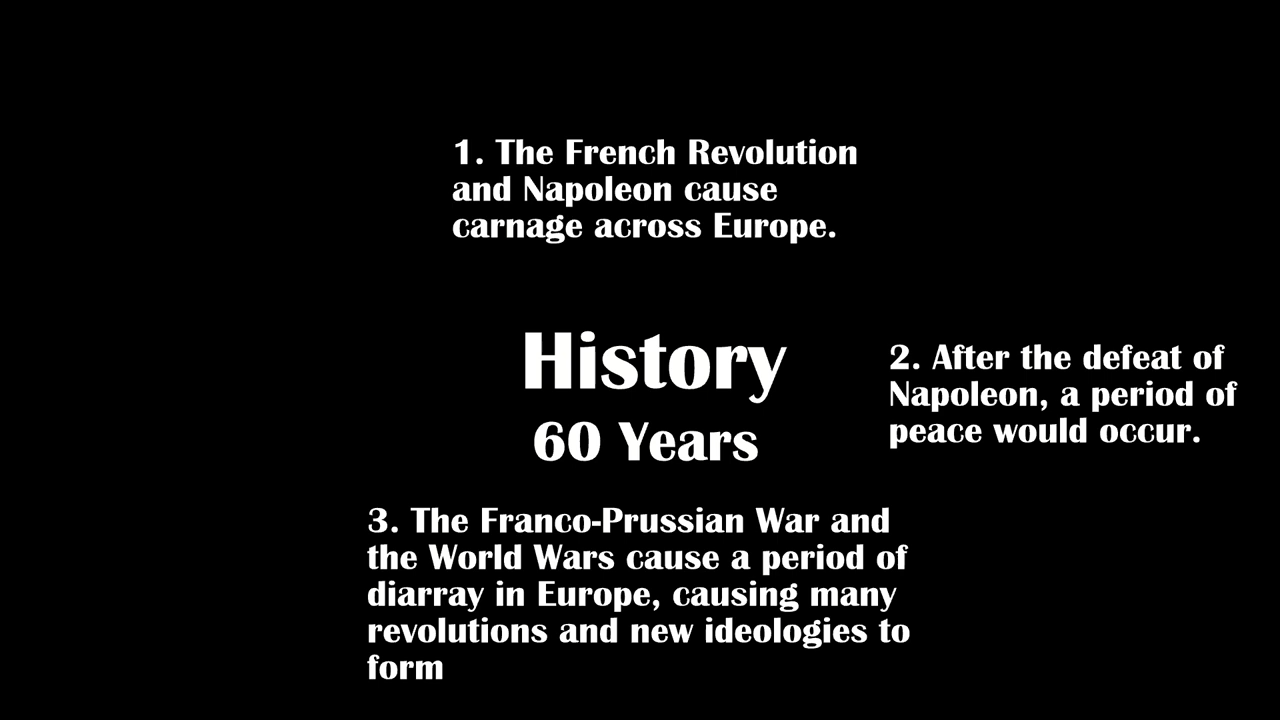 1. The French Revolution
and Napoleon cause
carnage across Europe.
History
60 Years
2. After the defeat of
Napoleon, a period of
peace would occur.
3. The Franco-Prussian War and
the World Wars cause a period of
diarray in Europe, causing many
revolutions and new ideologies to
form